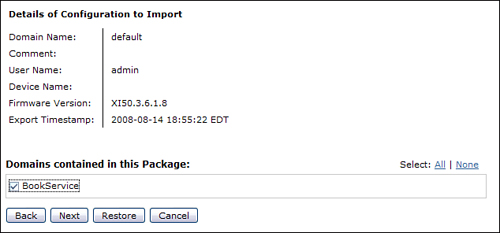 Details of Configuration to Import
Domain Name: default
Comment:
User Name: admin
Device Name:
Firmware Version: XI50.3.6.1.8
Export Timestamp: 2008-08-14 18:55:22 EDT
Domains contained in this Package: Select: All | None
BookService
Back Next Restore Cancel